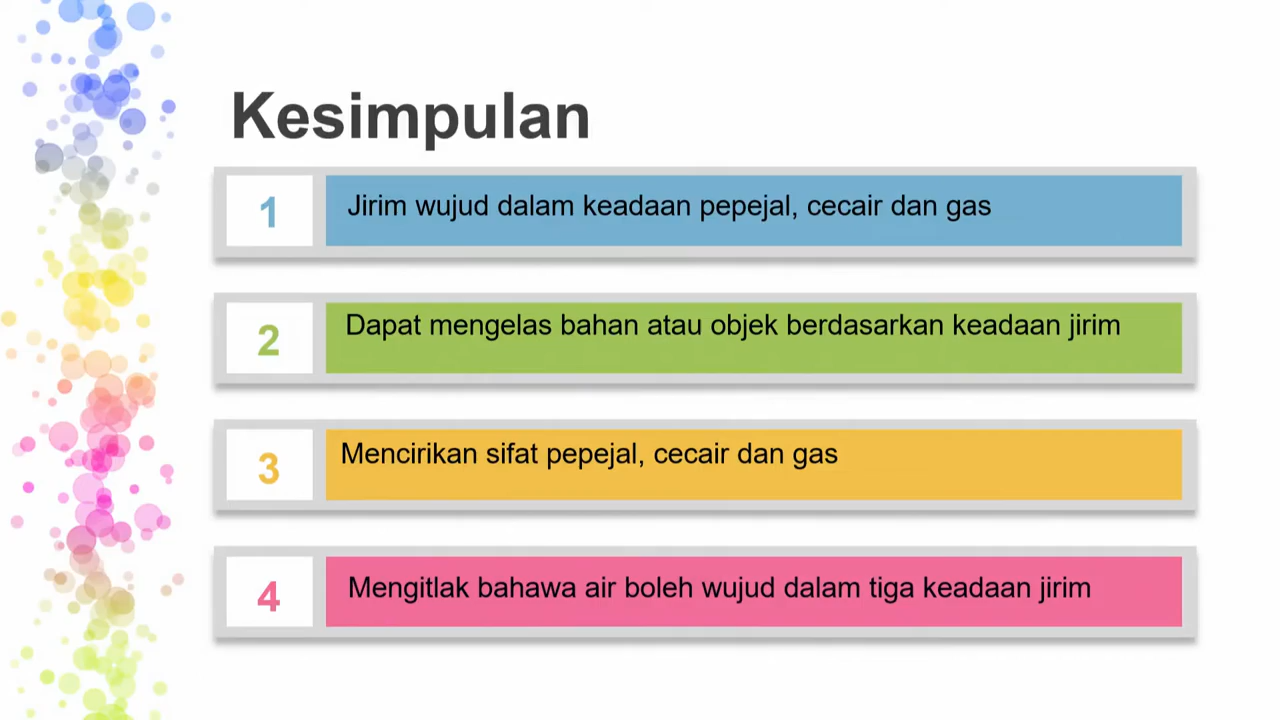 Kesimpulan
1
Jirim wujud dalam keadaan pepejal, cecair dan gas
2
Dapat mengelas bahan atau objek berdasarkan keadaan jirim
3
Mencirikan sifat pepejal, cecair dan gas
4
Mengitlak bahawa air boleh wujud dalam tiga keadaan jirim